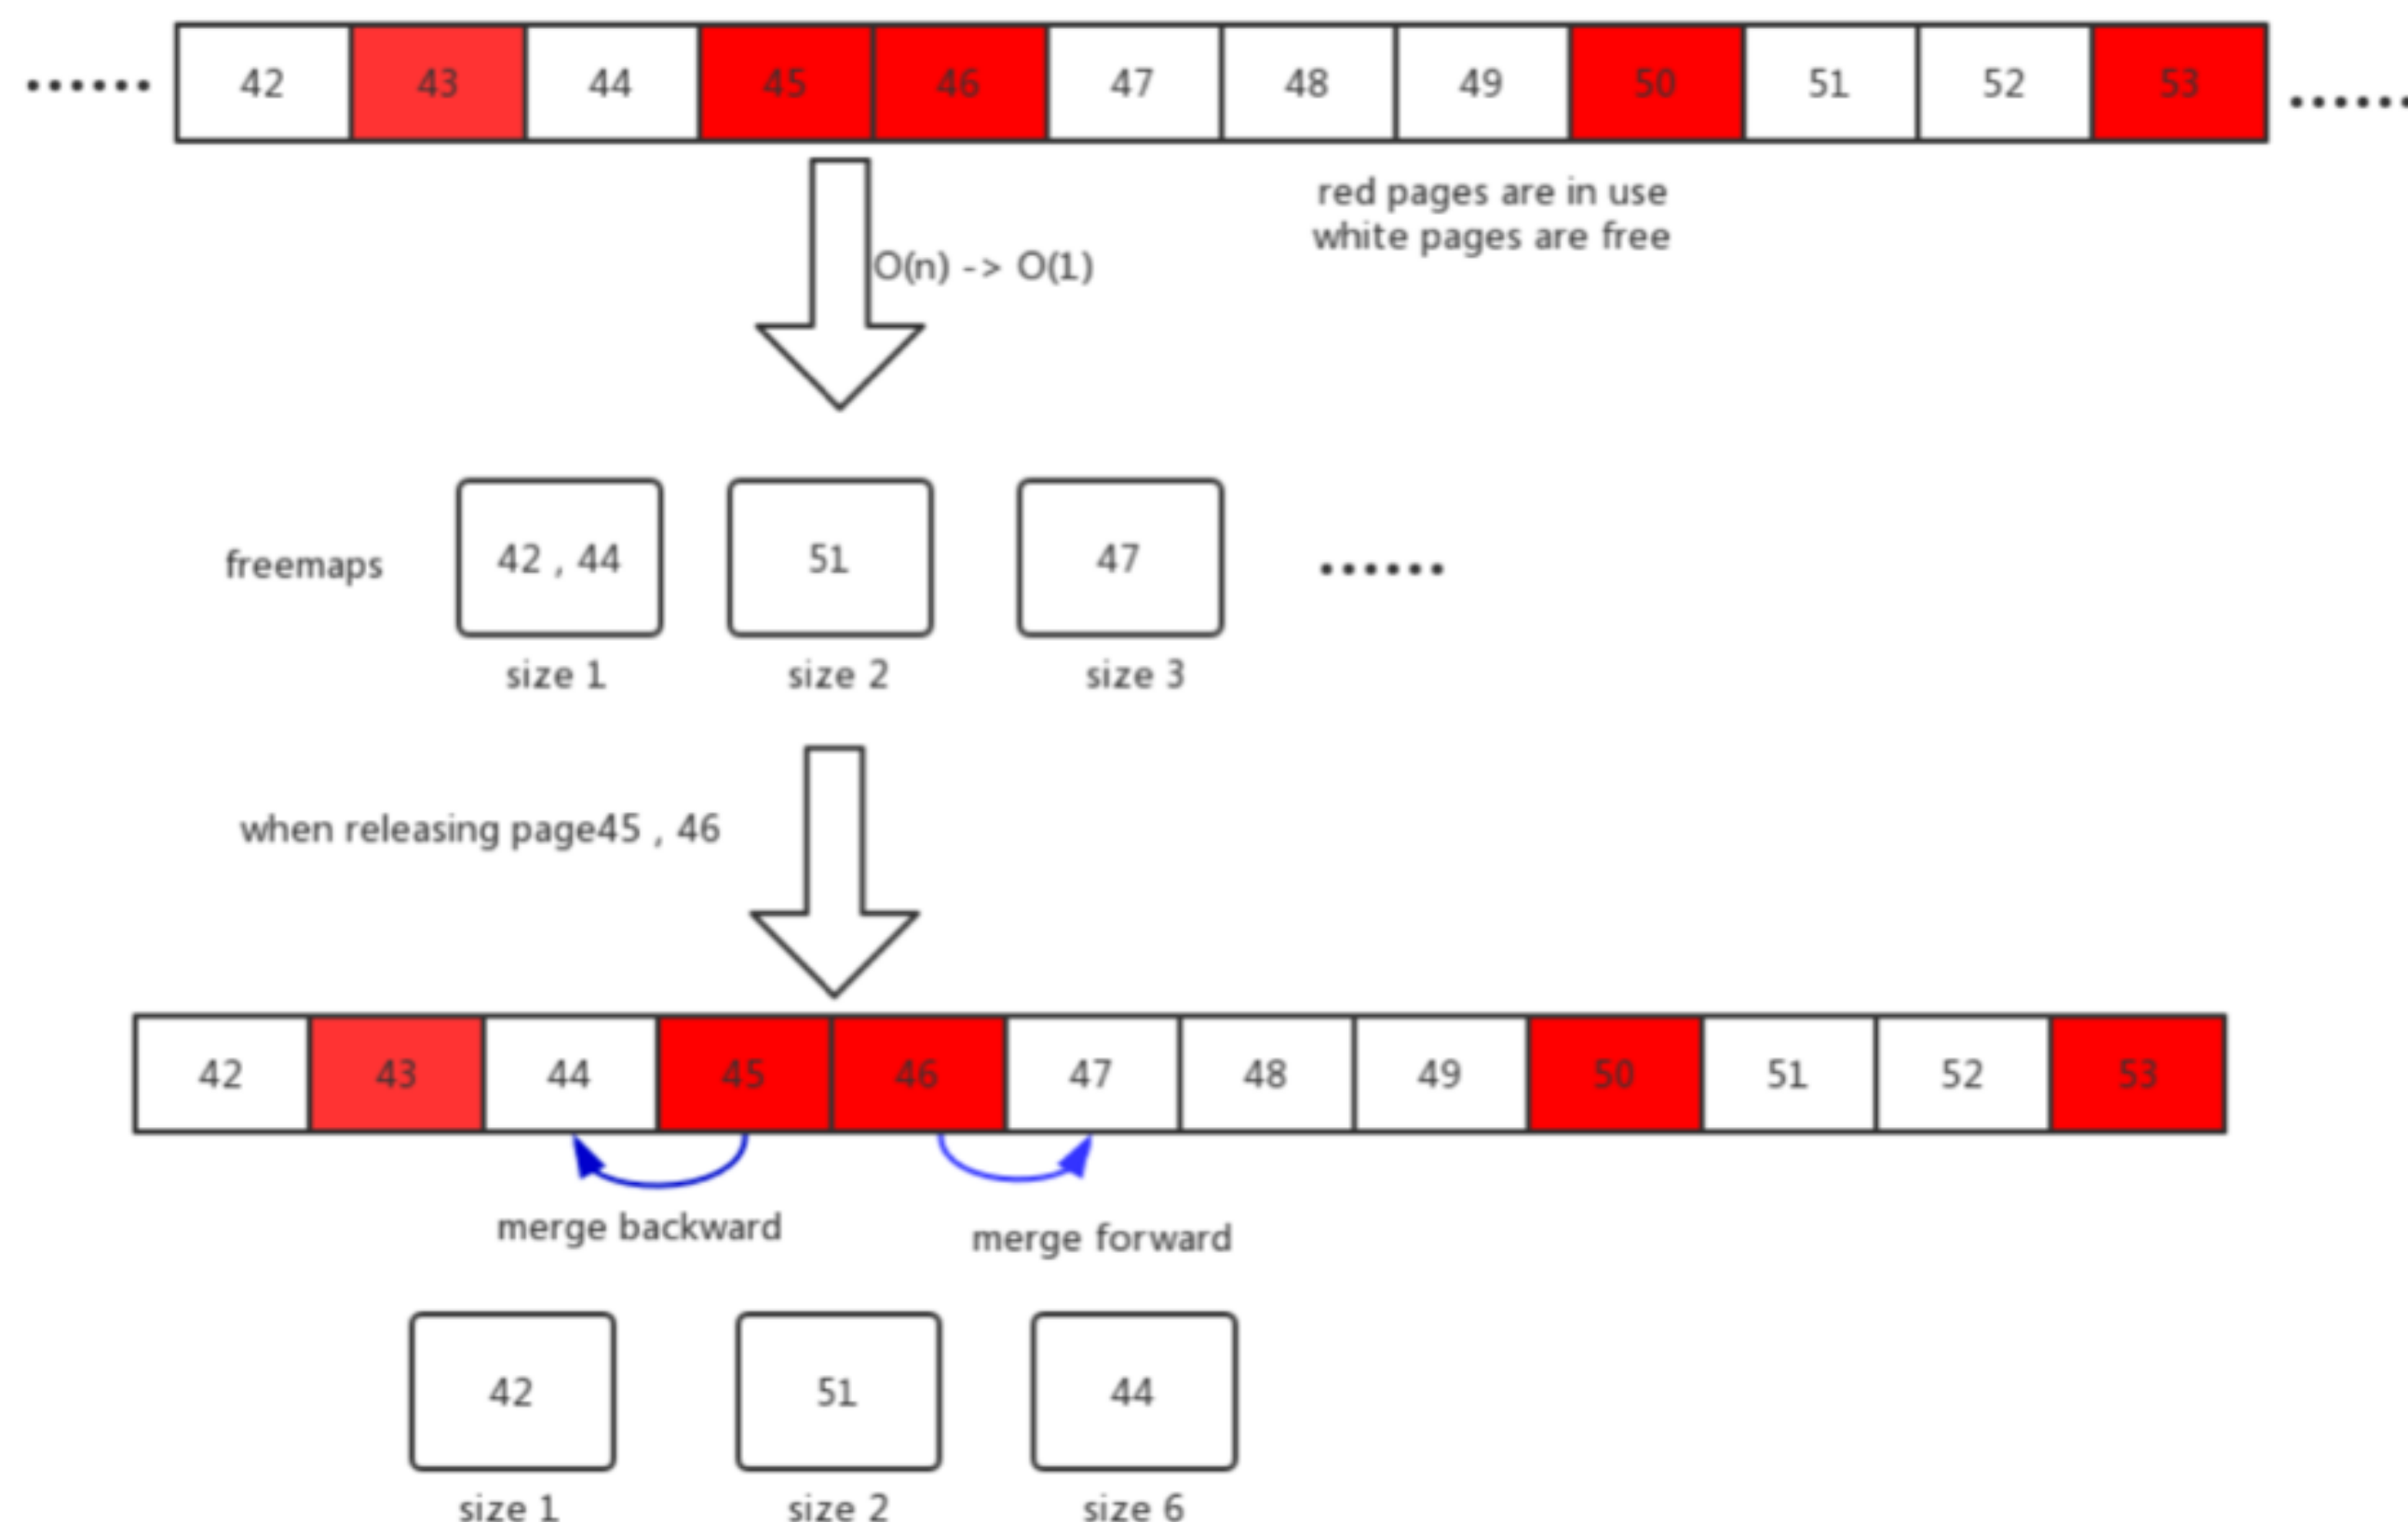 ...... 42 43 44 45 46 47 48 49 50 51 52 53 ......
red pages are in use
white pages are free
O(n) -> O(1)
freemaps 42 , 44 51 47 ......
size 1 size 2 size 3
when releasing page45 , 46
42 43 44 45 46 47 48 49 50 51 52 53
merge backward merge forward
42 51 44
size 1 size 2 size 6